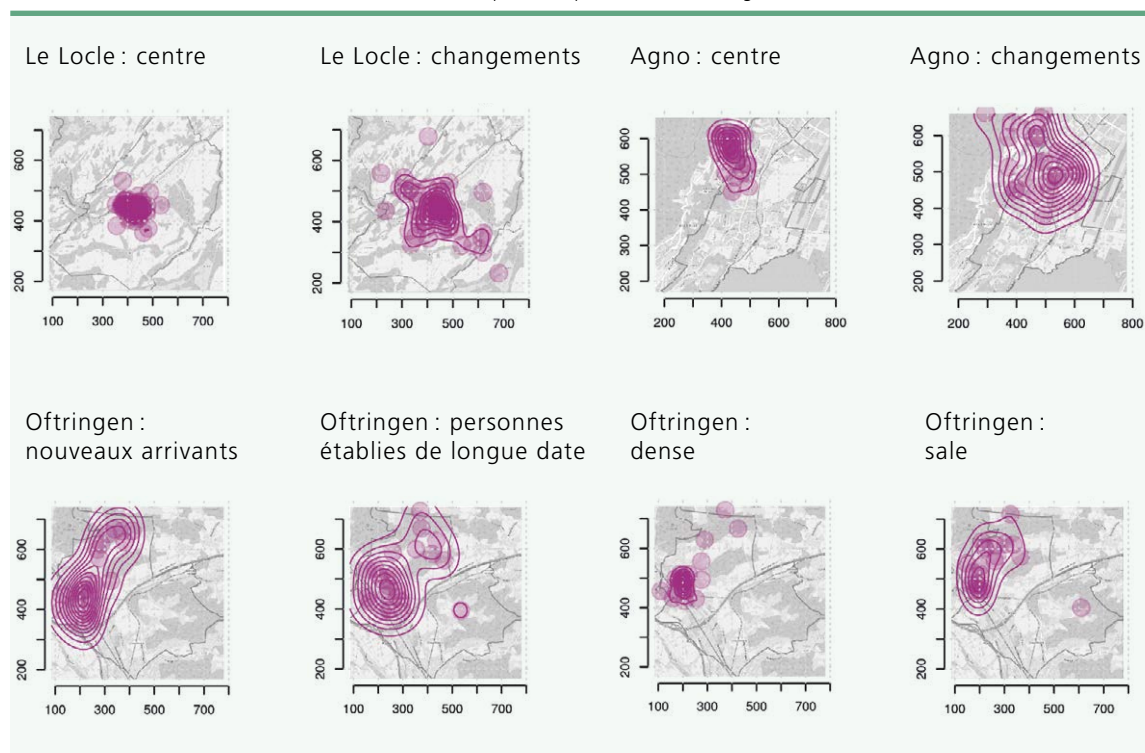 Le Locle : centre
Le Locle : changements
Agno : centre
Agno : changements
600
400
200
100 300 500 700
600
400
200
100 300 500 700
600
500
400
300
200
200 400 600 800
600
500
400
300
200
200 400 600 800
Oftringen :
nouveaux arrivants
Oftringen : personnes
établies de longue date
Oftringen :
dense
Oftringen :
sale
600
400
200
100 300 500 700
600
400
200
100 300 500 700
600
400
200
100 300 500 700
600
400
200
100 300 500 700